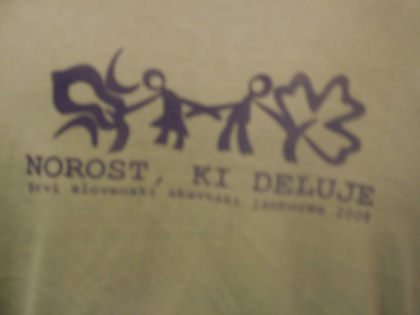 NOROST, KI DELUJE
prvi slovenski skavtski jamboree 2008